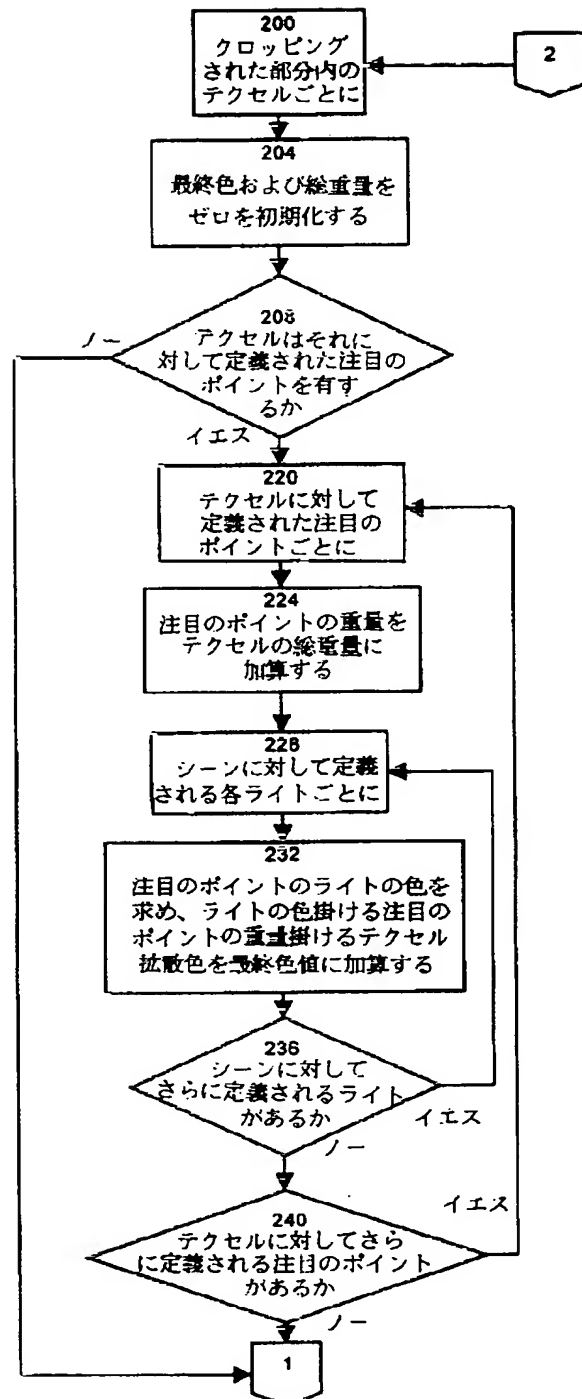 200
クロッピング
された部分内の
テクセルごとに
2
204
最終色および総重量を
ゼロを初期化する
208
テクセルはそれに
対して定義された注目の
ポイントを有す
るか
ノー
イエス
220
テクセルに対して
定義された注目の
ポイントごとに
224
注目のポイントの重量を
テクセルの総重量に
加算する
228
シーンに対して定義
される各ライトごとに
232
注目のポイントのライトの色を
求め、ライトの色掛ける注目の
ポイントの重量掛けるテクセル
拡散色を最終色値に加算する
236
シーンに対して
さらに定義されるライト
があるか
イエス
ノー
240
テクセルに対してさら
に定義される注目のポイント
があるか
イエス
ノー
1